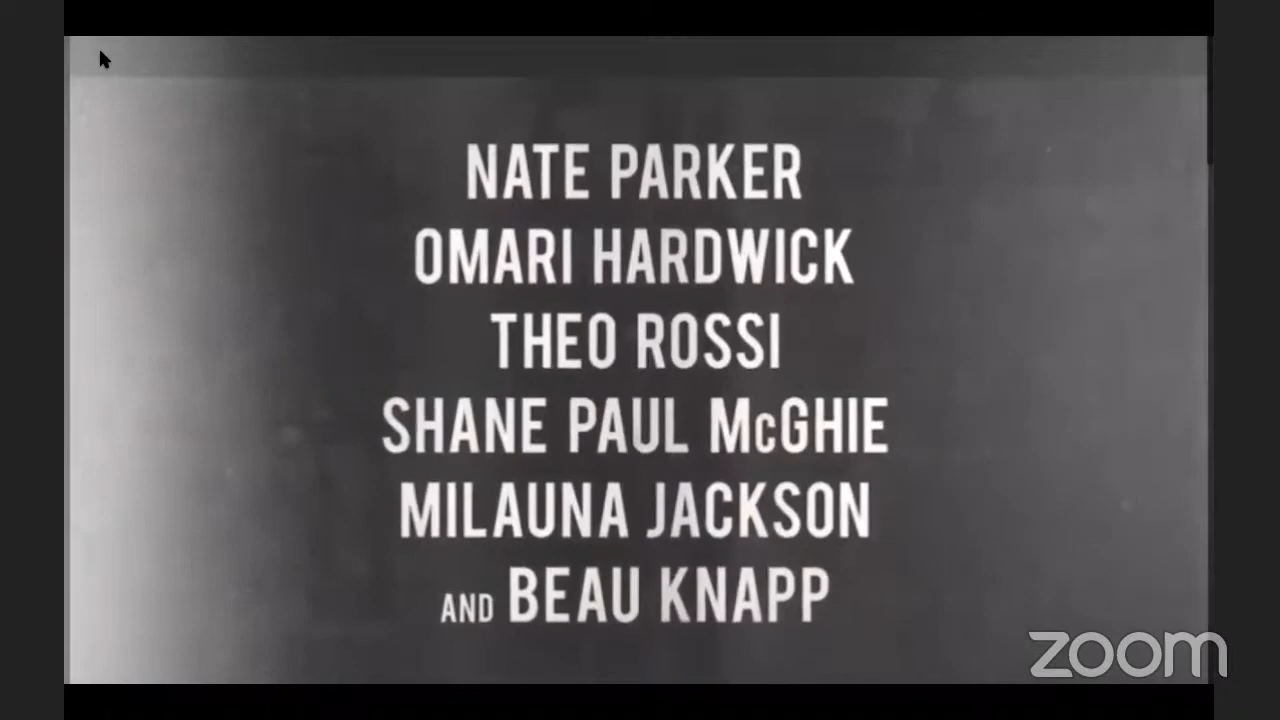 NATE PARKER
OMARI HARDWICK
THEO ROSSI
SHANE PAUL McGHIE
MILAUNA JACKSON
AND BEAU KNAPP
zoom